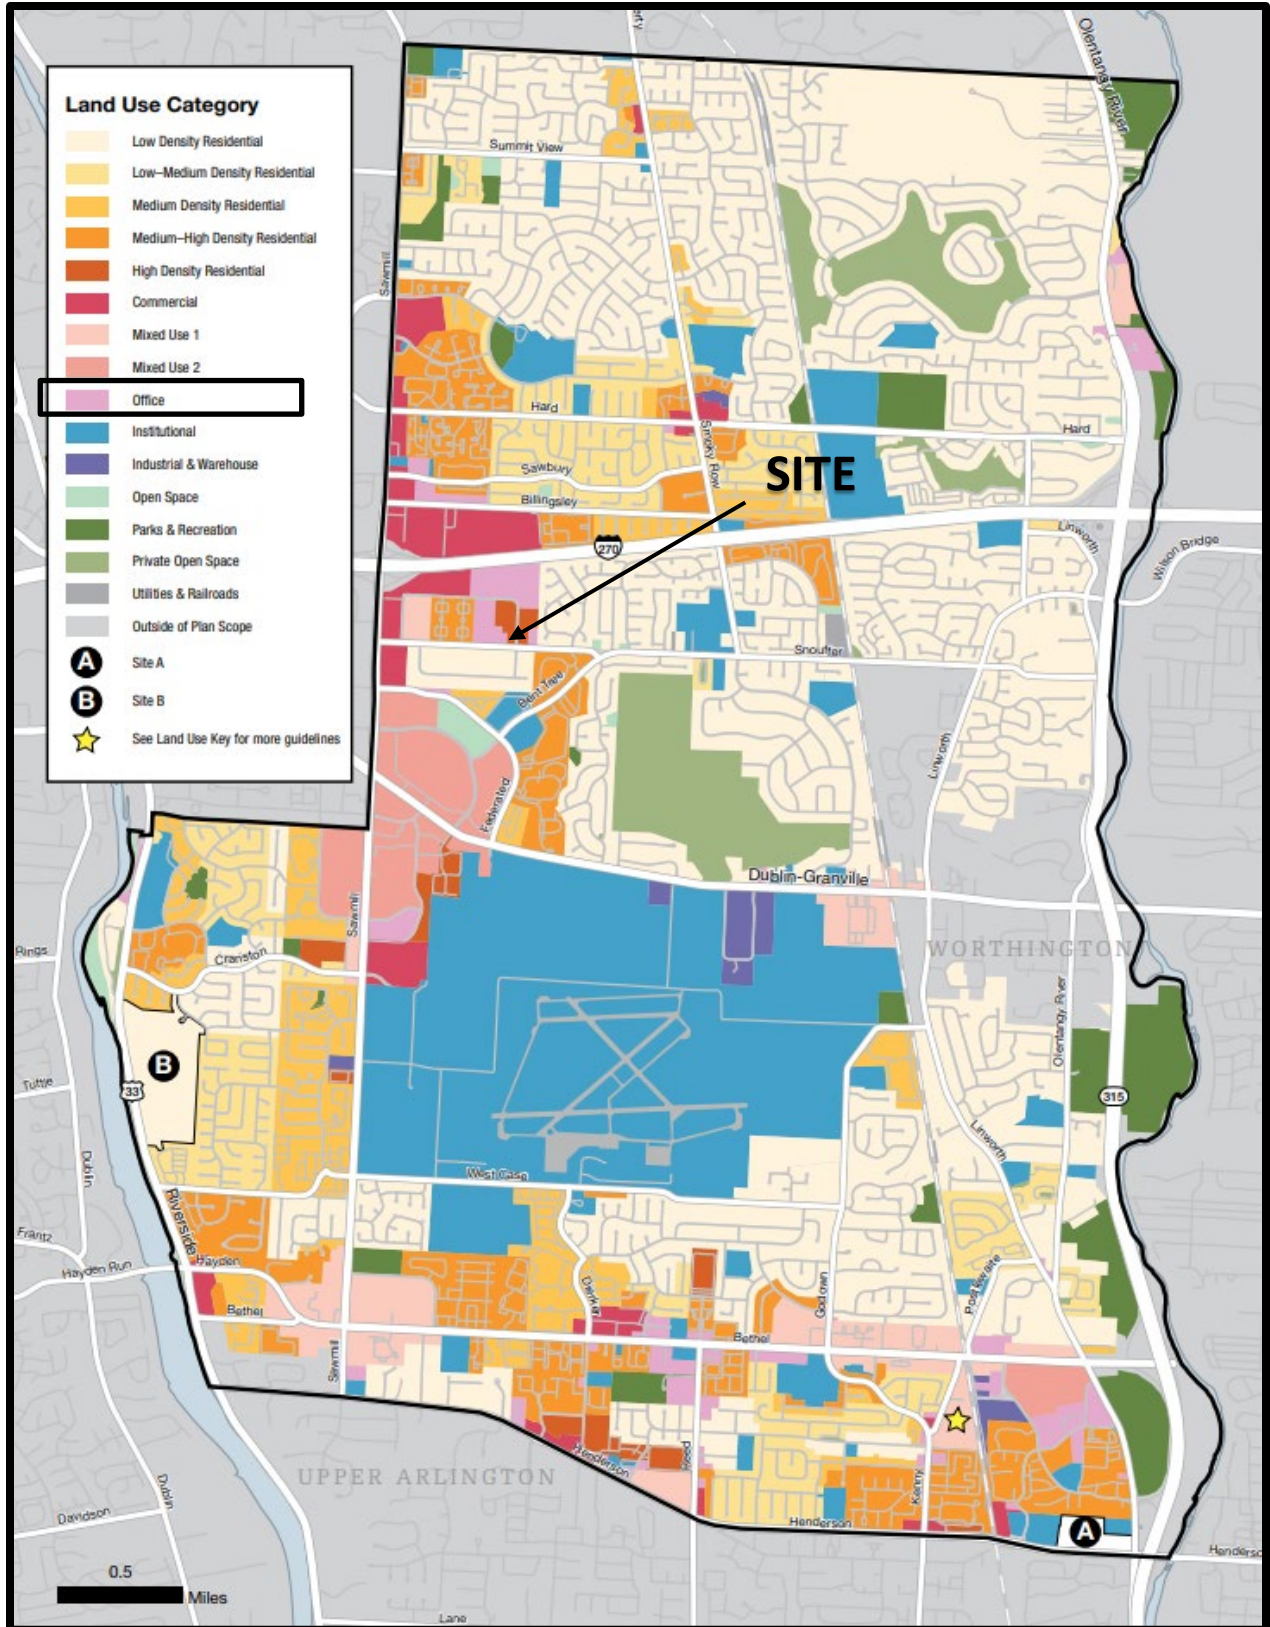 Olentangy River
Land Use Category
Low Density Residential
Low–Medium Density Residential
Medium Density Residential
Medium–High Density Residential
High Density Residential
Commercial
Mixed Use 1
Mixed Use 2
Office
Institutional
Industrial & Warehouse
Open Space
Parks & Recreation
Private Open Space
Utilities & Railroads
Outside of Plan Scope
A Site A
B Site B
See Land Use Key for more guidelines
Summit View
Sawmill
Hard
Hard
Smoky Row
Sawbury
SITE
Billingsley
270
Linworth
Wilson Bridge
Snouffer
Bent Tree
Linworth
Federated
Dublin-Granville
Sawmill
Rings
Cranston
WORTHINGTON
Olentangy River
B
33
Tuttle
315
Linworth
Dublin
West Case
Riverside
Frantz
Hayden Run
Hayden
Postlewaite
Godown
Dierker
Bethel
Bethel
Sawmill
Henderson
Reed
UPPER ARLINGTON
Kenny
Dublin
Davidson
Henderson
A
0.5
Miles
Lane